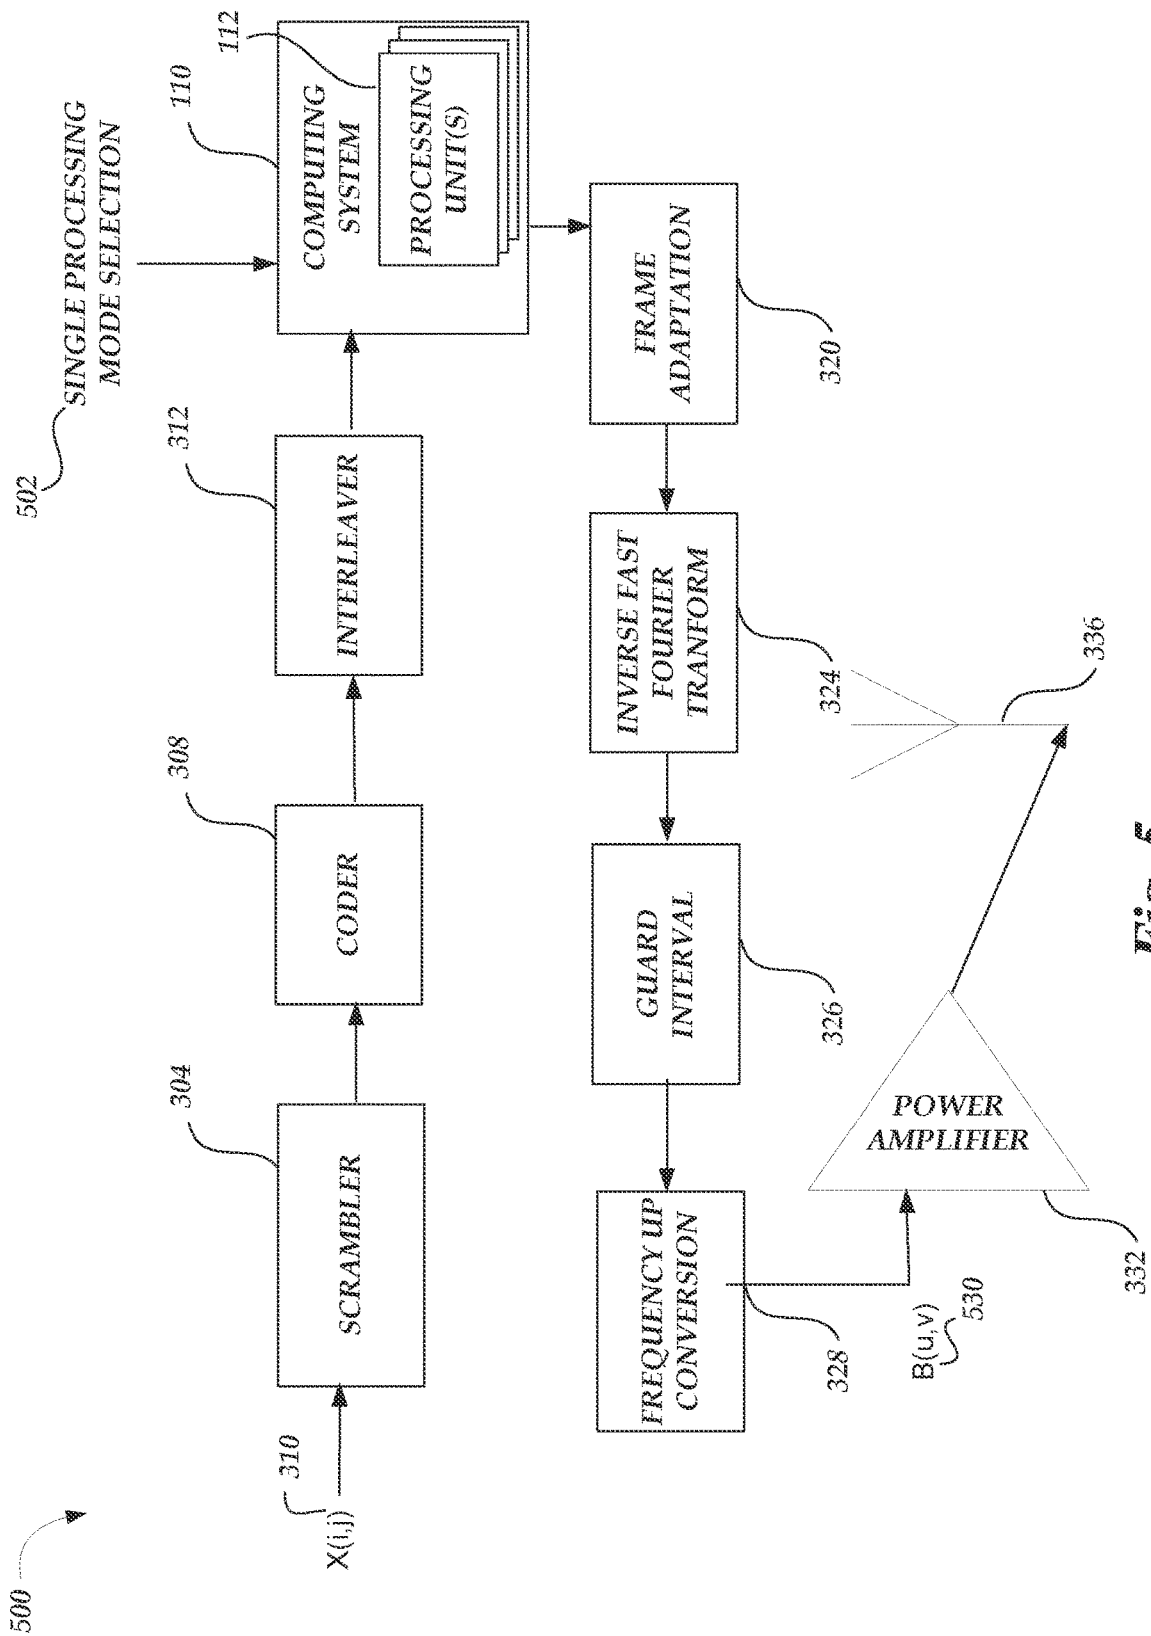 500
502
SINGLE PROCESSING
MODE SELECTION
X(i,j)
310
SCRAMBLER
304
CODER
308
INTERLEAVER
312
COMPUTING
SYSTEM
110
PROCESSING
UNIT(S)
112
FREQUENCY UP
CONVERSION
328
GUARD
INTERVAL
326
INVERSE FAST
FOURIER
TRANFORM
324
FRAME
ADAPTATION
320
B(u,v)
530
POWER
AMPLIFIER
332
336
Fig. 5